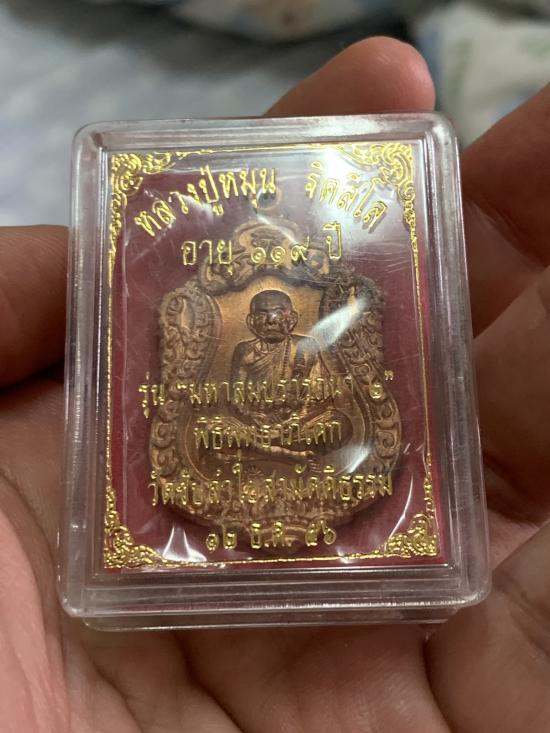 หลวงปู่หมุน ฐิตสีโล
อายุ ๑๑๙ ปี
รุ่น "มหาสมปรารถนา ๑"
พิธีพุทธาภิเษก
วัดซับลำใยสามัคคีธรรม
๑๒ ธ.ค. ๕๖